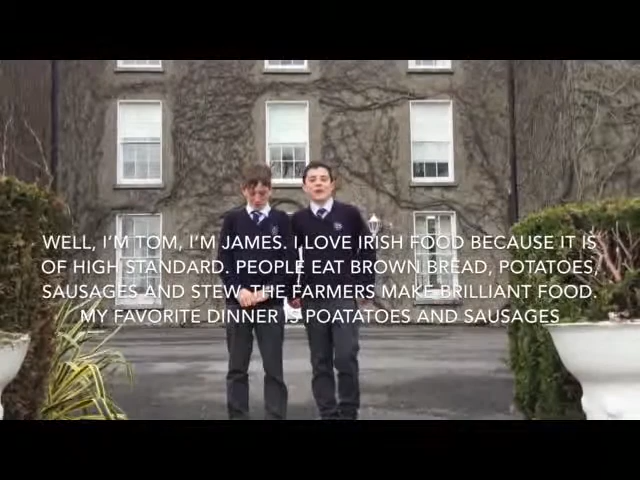 WELL, I'M TOM, I'M JAMES. I LOVE IRISH FOOD BECAUSE IT IS
OF HIGH STANDARD. PEOPLE EAT BROWN BREAD, POTATOES,
SAUSAGES AND STEW. THE FARMERS MAKE BRILLIANT FOOD.
MY FAVORITE DINNER IS POATATOES AND SAUSAGES